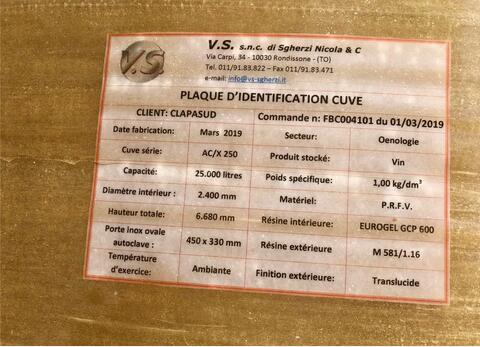 V.S.
V.S. s.n.c. di Sgherzi Nicola & C
Via Carpi, 34 - 10030 Rondissone - (TO)
Tel. 011/91.83.822 – Fax 011/91.83.471
e-mail: info@vs-sgherzi.it
PLAQUE D'IDENTIFICATION CUVE
CLIENT: CLAPASUD Commande n: FBC004101 du 01/03/2019
Date fabrication: Mars 2019 Secteur: Oenologie
Cuve série: AC/X 250 Produit stocké: Vin
Capacité: 25.000 litres Poids spécifique: 1,00 kg/dm³
Diamètre intérieur : 2.400 mm Matériel: P.R.F.V.
Hauteur totale: 6.680 mm Résine intérieure: EUROGEL GCP 600
Porte inox ovale autoclave : 450 x 330 mm Résine extérieure M 581/1.16
Température d'exercice: Ambiante Finition extérieure: Translucide